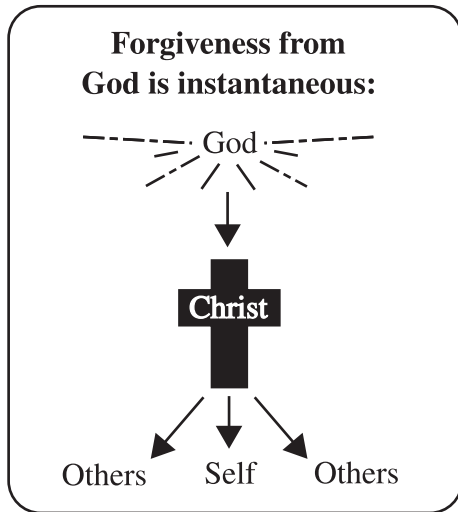 Forgiveness from
God is instantaneous:
God
Christ
Others Self Others